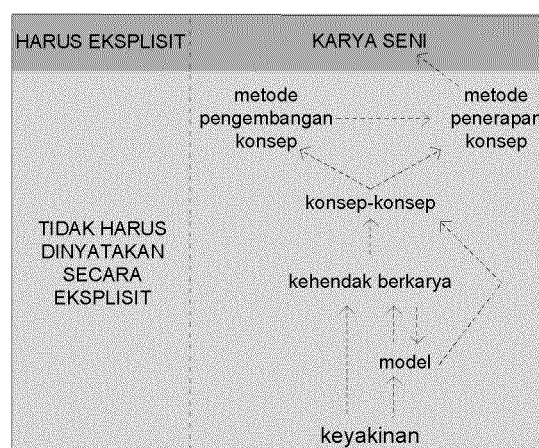 HARUS EKSPLISIT
KARYA SENI
metode
pengembangan
konsep
metode
penerapan
konsep
konsep-konsep
TIDAK HARUS
DINYATAKAN
SECARA
EKSPLISIT
kehendak berkarya
model
keyakinan